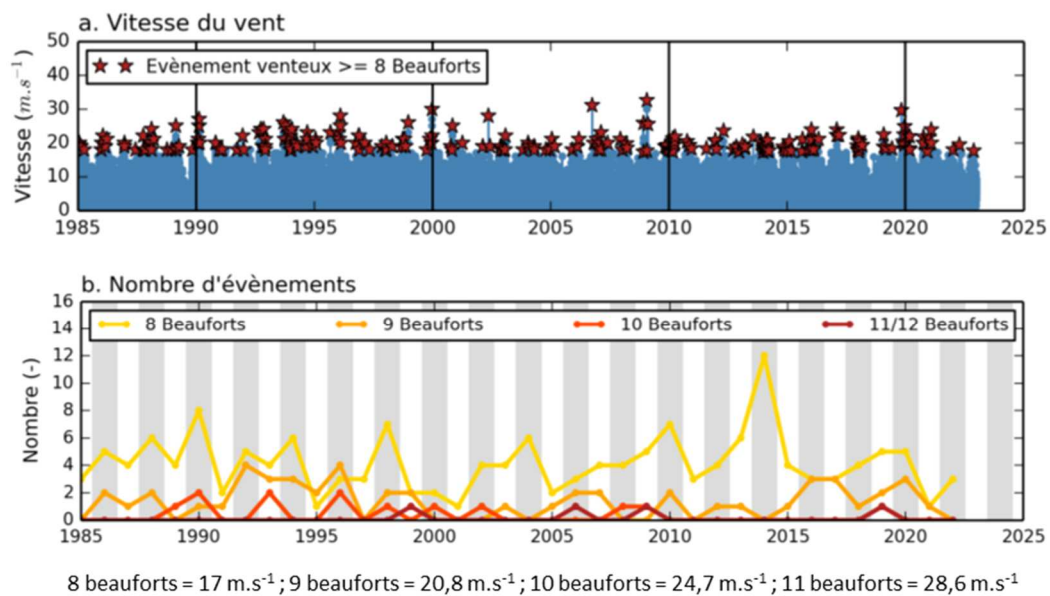 a. Vitesse du vent
50
40
30
20
10
0
Vitesse (m.s⁻¹)
Evènement venteux >= 8 Beauforts
1985 1990 1995 2000 2005 2010 2015 2020 2025
b. Nombre d'évènements
16
14
12
10
8
6
4
2
0
Nombre (-)
8 Beauforts 9 Beauforts 10 Beauforts 11/12 Beauforts
1985 1990 1995 2000 2005 2010 2015 2020 2025
8 beauforts = 17 m.s⁻¹ ; 9 beauforts = 20,8 m.s⁻¹ ; 10 beauforts = 24,7 m.s⁻¹ ; 11 beauforts = 28,6 m.s⁻¹